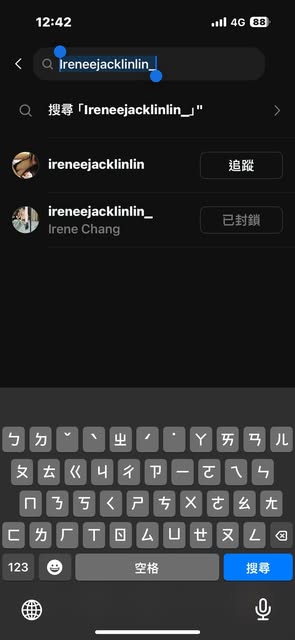 12:42
4G 88
Ireneejacklinlin_
搜尋「Ireneejacklinlin_」"
ireneejacklinlin
追蹤
ireneejacklinlin_
已封鎖
Irene Chang
ㄅ ㄉ ˇ ˋ ㄓ ˊ ˙ ㄚ ㄞ ㄢ ㄦ
ㄆ ㄊ ㄍ ㄐ ㄔ ㄗ ㄧ ㄛ ㄟ ㄣ
ㄇ ㄋ ㄎ ㄑ ㄕ ㄘ ㄨ ㄜ ㄠ ㄤ
ㄈ ㄌ ㄏ ㄒ ㄖ ㄙ ㄩ ㄝ ㄡ ㄥ
123 空格 搜尋